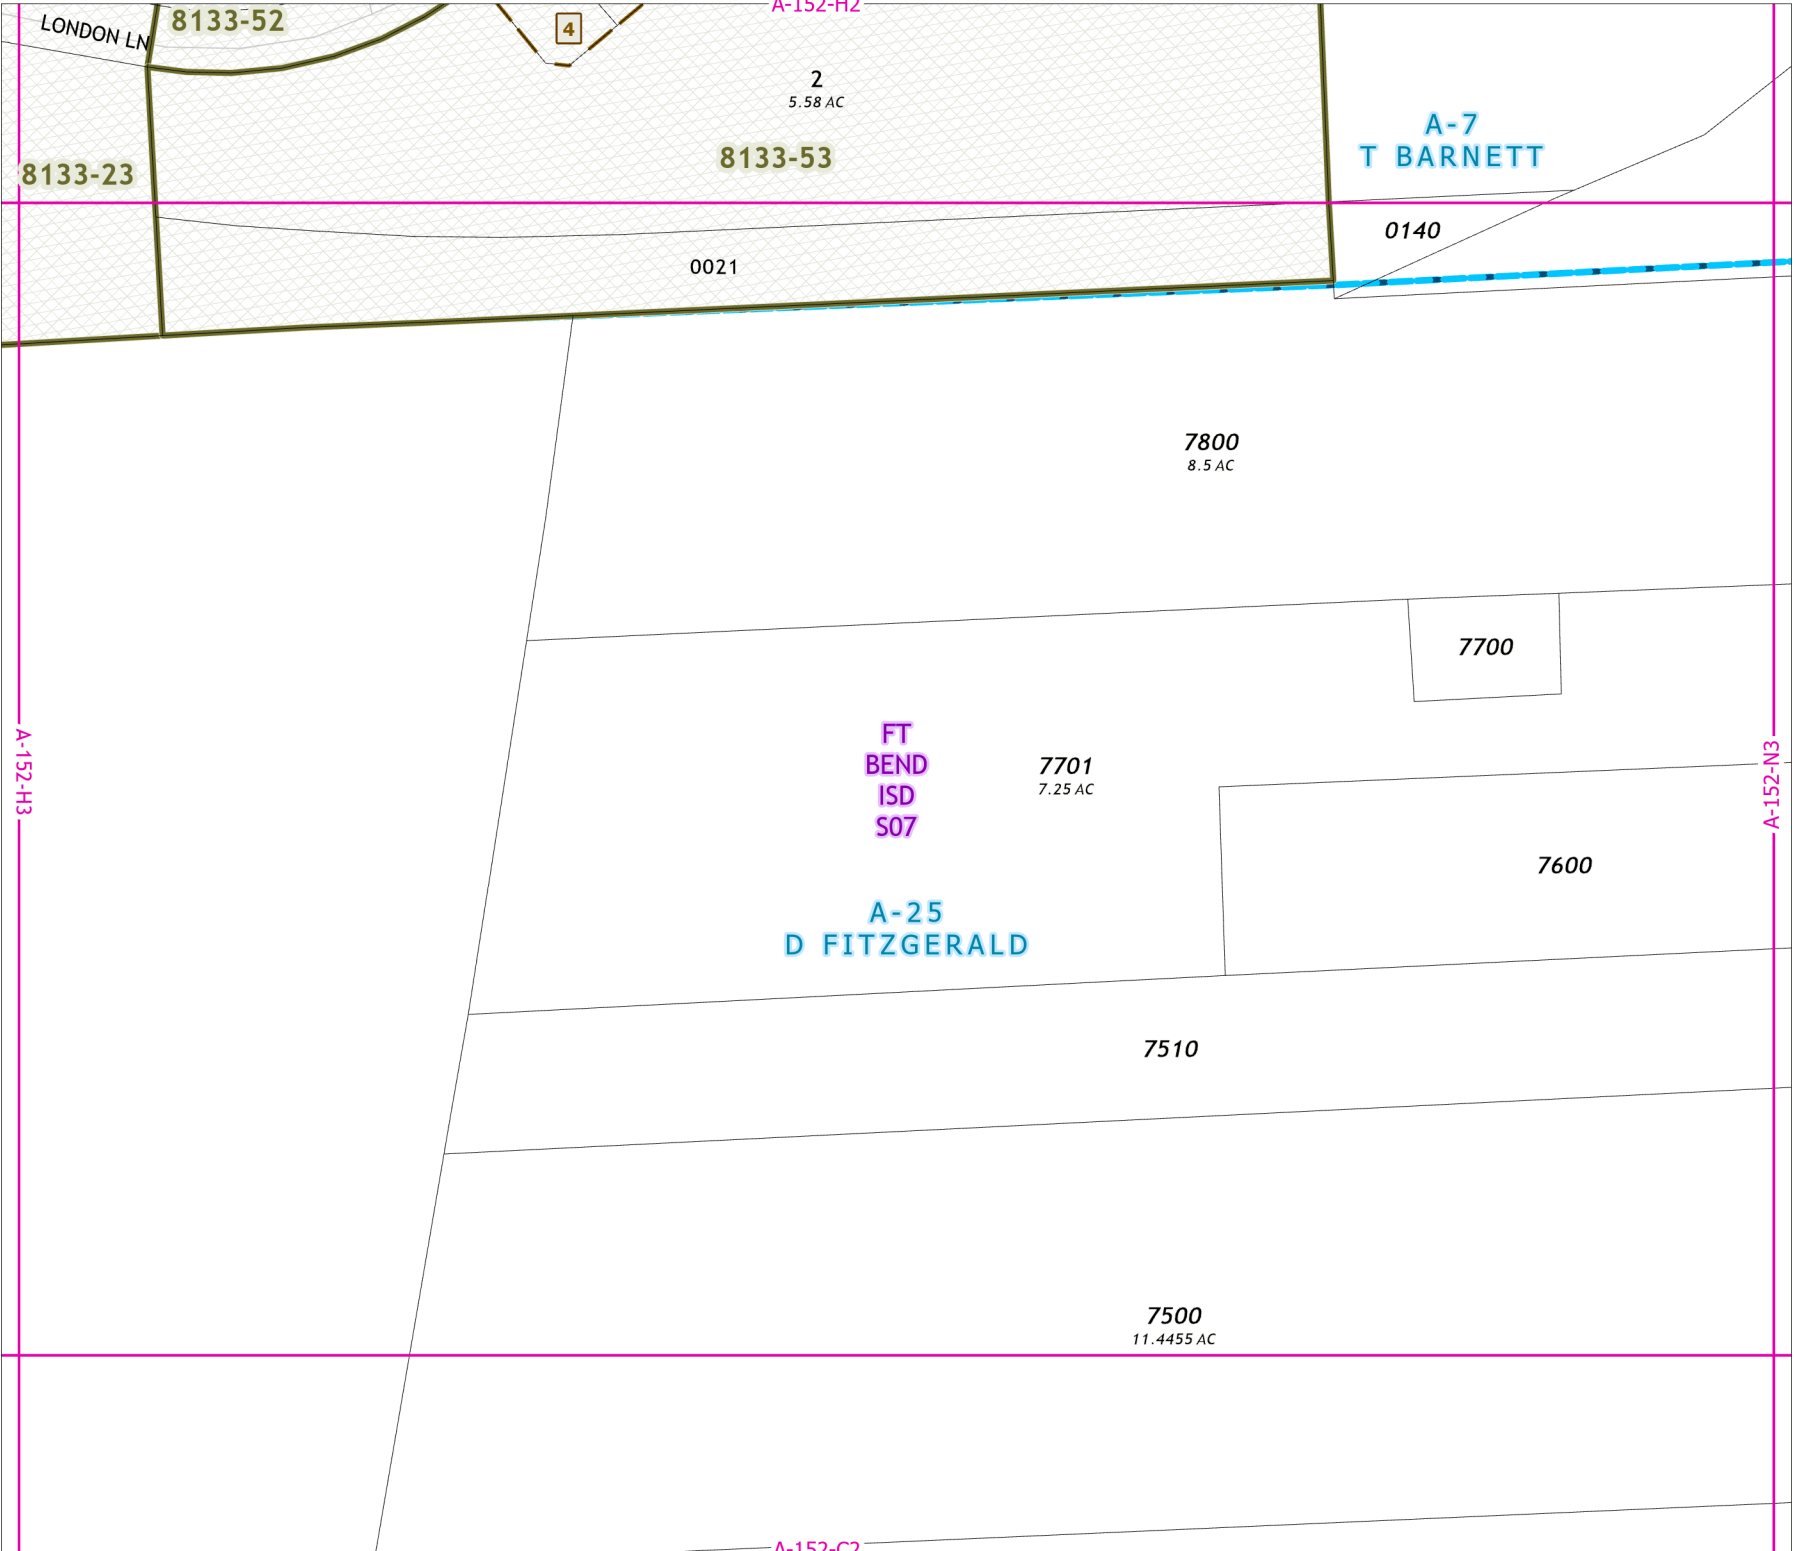 A-152-H2
8133-52
LONDON LN
4
2
5.58 AC
A-7
T BARNETT
8133-53
8133-23
0140
0021
7800
8.5 AC
7700
FT
BEND
ISD
S07
7701
7.25 AC
A-152-H3
A-152-N3
7600
A-25
D FITZGERALD
7510
7500
11.4455 AC
A-152-C2